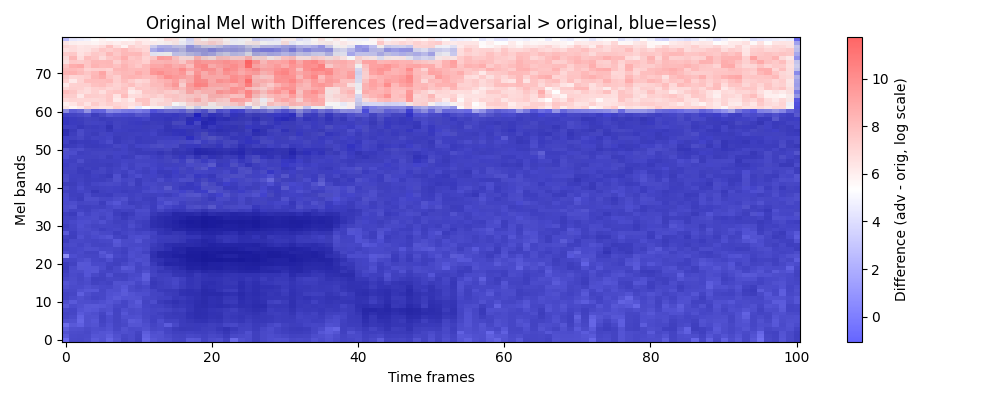 Original Mel with Differences (red=adversarial > original, blue=less)
Mel bands
70
60
50
40
30
20
10
0
0 20 40 60 80 100
Time frames
10
8
6
4
2
0
Difference (adv - orig, log scale)